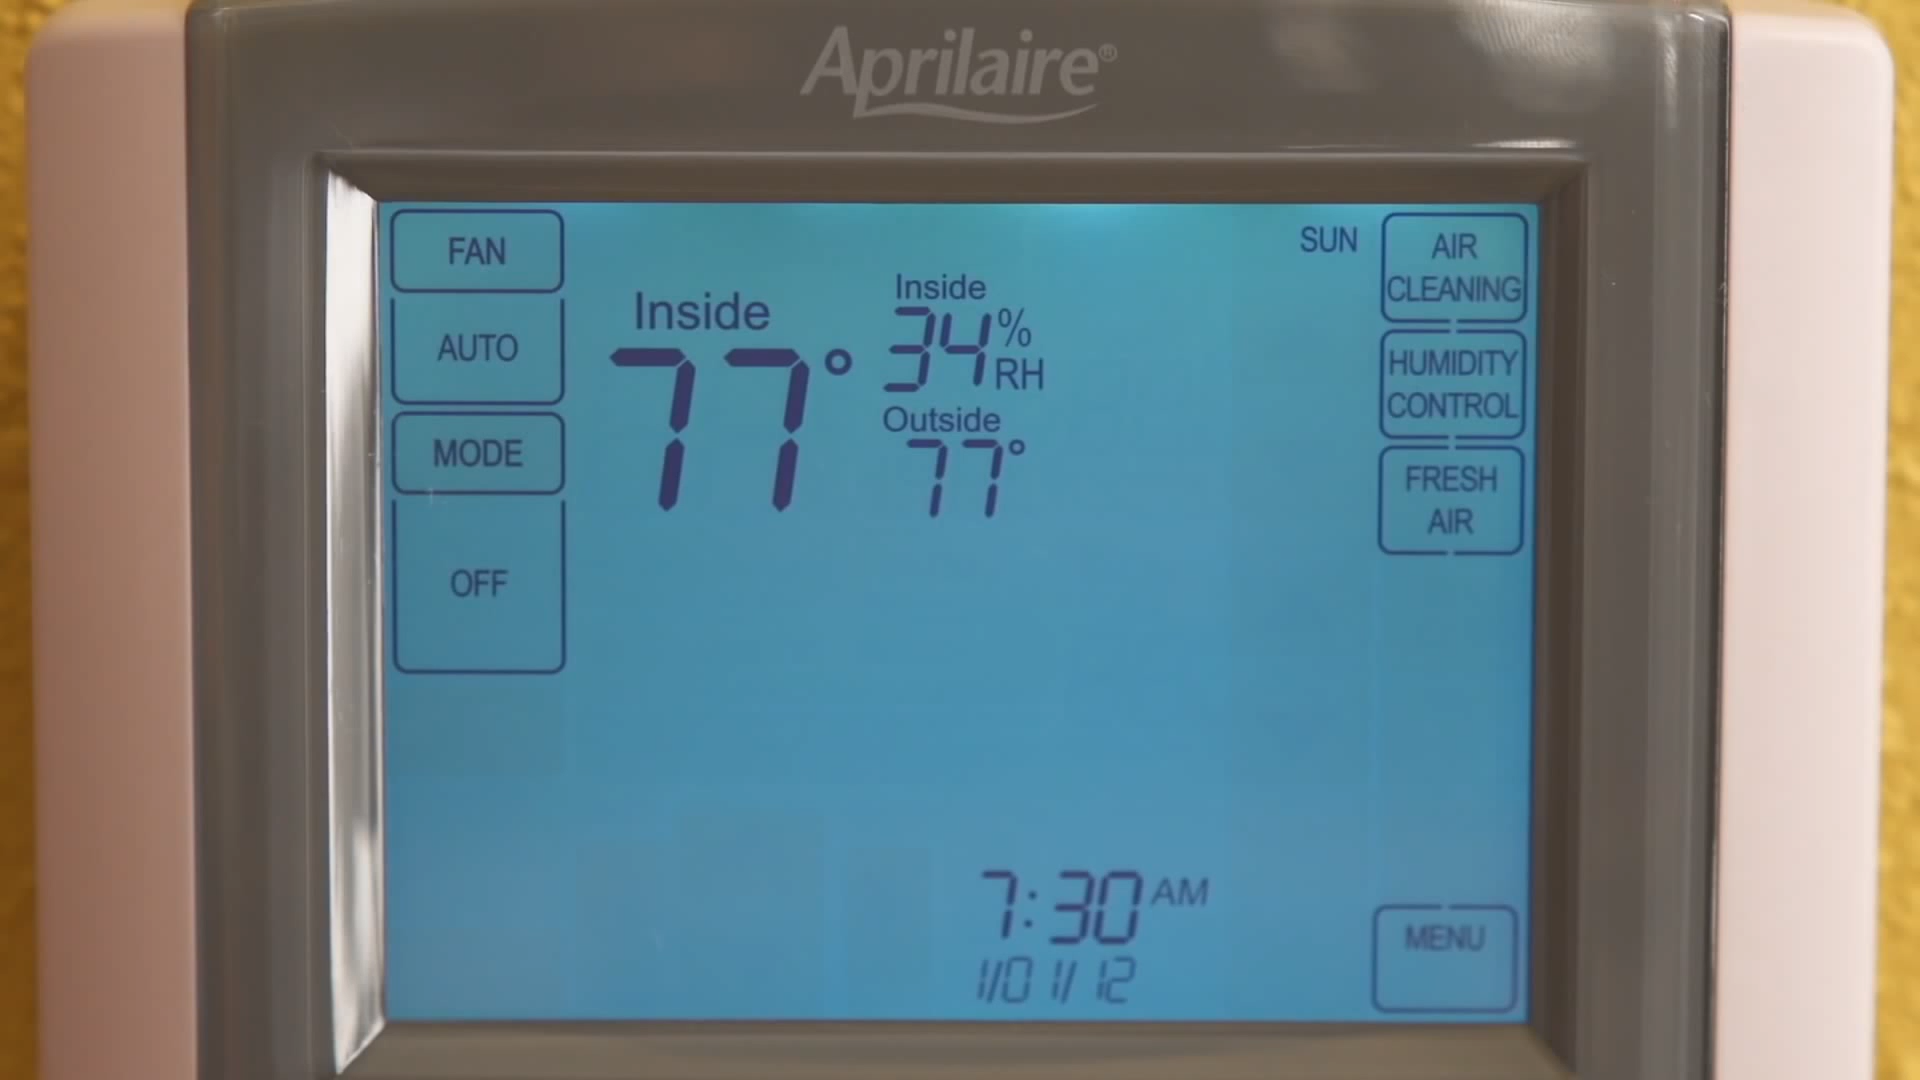 Aprilaire®
FAN
AUTO
MODE
OFF
Inside
77°
Inside
34% RH
Outside
77°
SUN
AIR
CLEANING
HUMIDITY
CONTROL
FRESH
AIR
7:30 AM
1/01/12
MENU